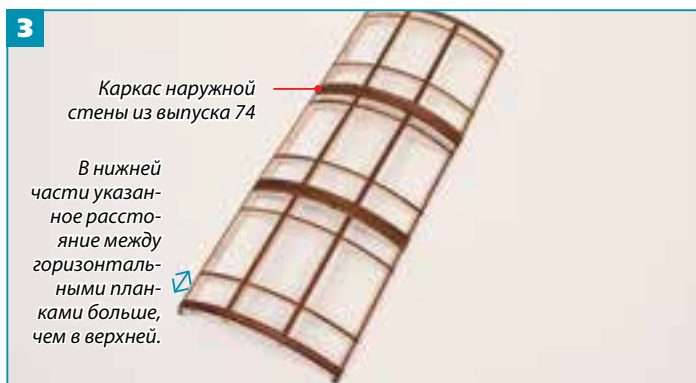 3
Каркас наружной
стены из выпуска 74
В нижней
части указан-
ное рассто-
яние между
горизонталь-
ными план-
ками больше,
чем в верхней.